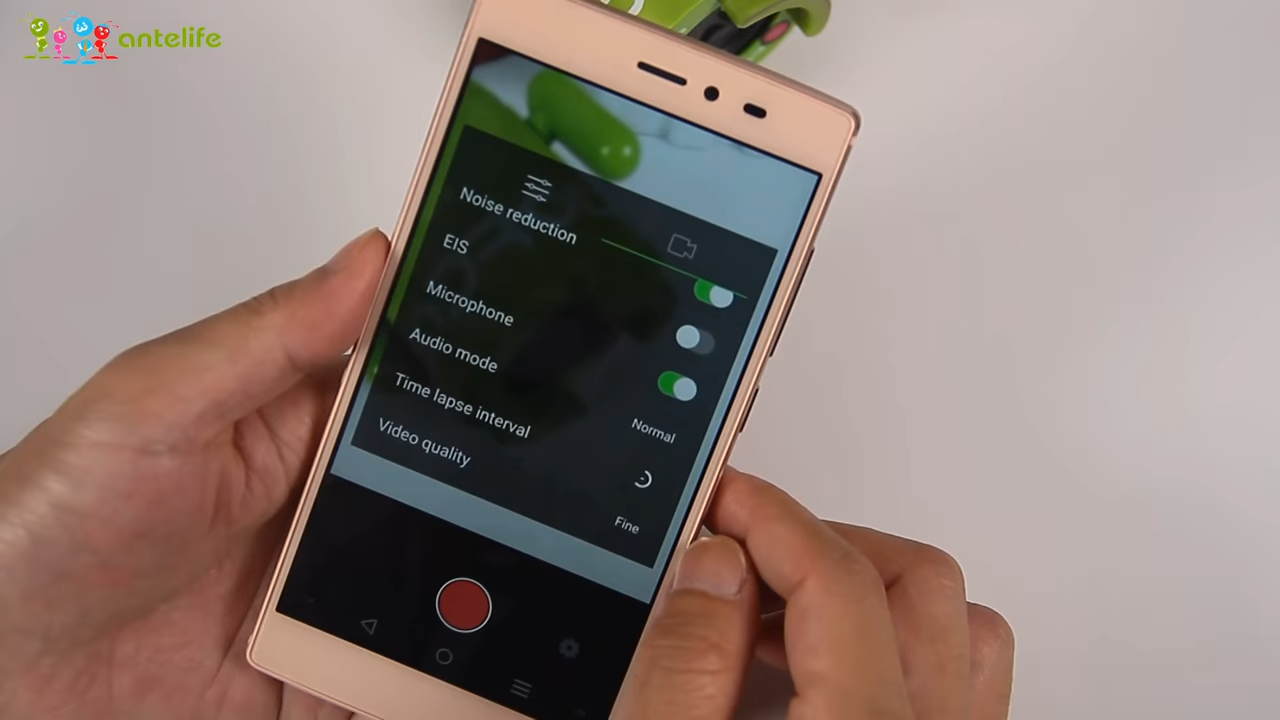 antelife
Noise reduction
EIS
Microphone
Audio mode
Normal
Time lapse interval
Video quality
Fine